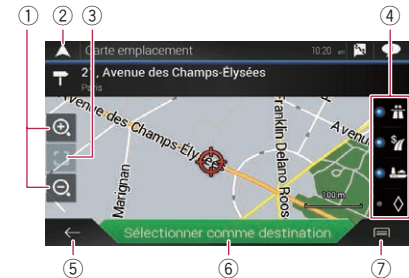 ① ② ③ ④
Carte emplacement 10:20
2 , Avenue des Champs-Élysées
Paris
Avenue des Champs-Élysées
Marignan
Franklin Delano Roos
Avenu
100 m
Sélectionner comme destination
⑤ ⑥ ⑦